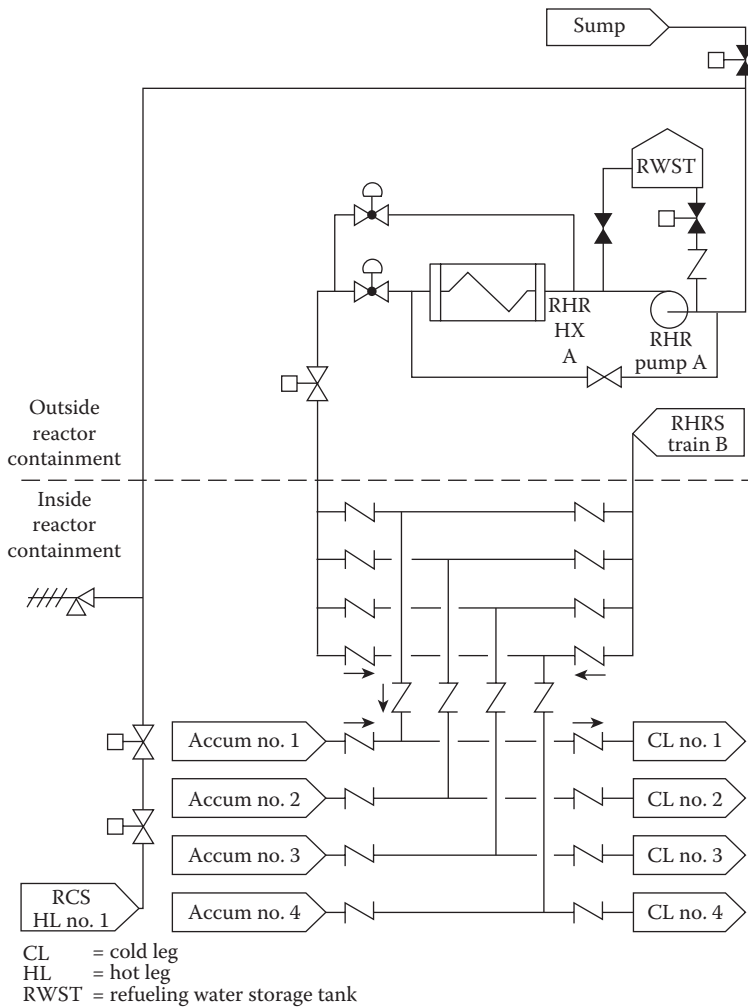 Sump
RWST
RHR
HX
A
RHR
pump A
Outside
reactor
containment
RHRS
train B
Inside
reactor
containment
Accum no. 1
CL no. 1
Accum no. 2
CL no. 2
Accum no. 3
CL no. 3
Accum no. 4
CL no. 4
RCS
HL no. 1
CL = cold leg
HL = hot leg
RWST = refueling water storage tank